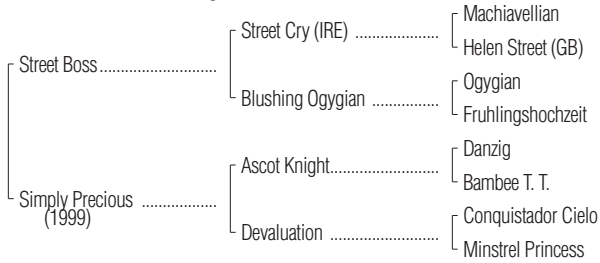 Machiavellian
Street Cry (IRE) ..................
Helen Street (GB)
Street Boss.........................
Ogygian
Blushing Ogygian ..............
Fruhlingshochzeit
Danzig
Ascot Knight.......................
Bambee T. T.
Simply Precious ................
(1999)
Conquistador Cielo
Devaluation .......................
Minstrel Princess